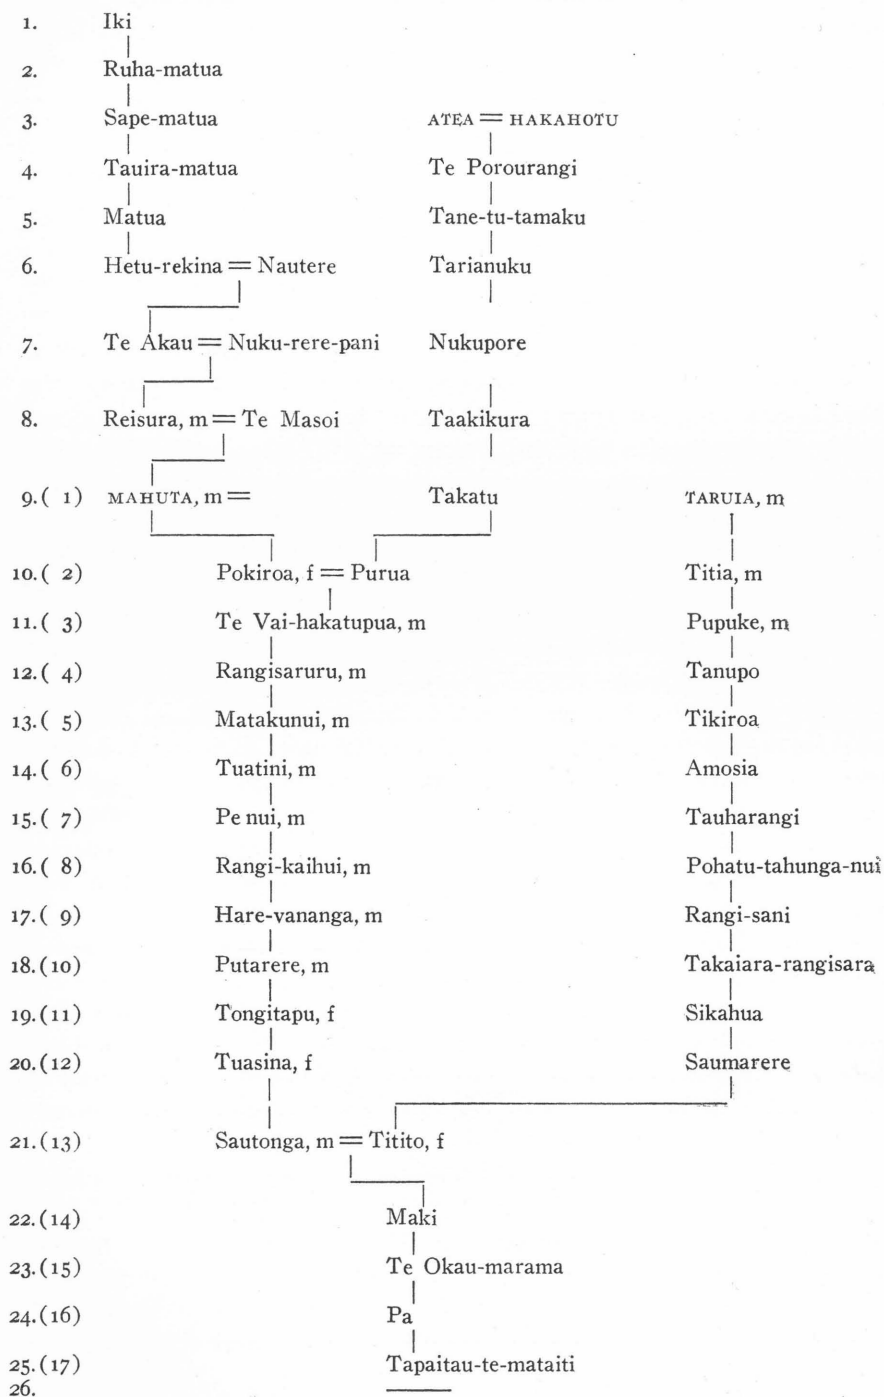 1. Iki
2. Ruha-matua
3. Sape-matua ATEA = HAKAHOTU
4. Tauira-matua Te Porourangi
5. Matua Tane-tu-tamaku
6. Hetu-rekina = Nautere Tarianuku
7. Te Akau = Nuku-rere-pani Nukupore
8. Reisura, m = Te Masoi Taakikura
9.( 1) MAHUTA, m = Takatu TARUIA, m
10.( 2) Pokiroa, f = Purua Titia, m
11.( 3) Te Vai-hakatupua, m Pupuke, m
12.( 4) Rangisaruru, m Tanupo
13.( 5) Matakunui, m Tikiroa
14.( 6) Tuatini, m Amosia
15.( 7) Pe nui, m Tauharangi
16.( 8) Rangi-kaihui, m Pohatu-tahunga-nui
17.( 9) Hare-vananga, m Rangi-sani
18.(10) Putarere, m Takaiara-rangisara
19.(11) Tongitapu, f Sikahua
20.(12) Tuasina, f Saumarere
21.(13) Sautonga, m = Titito, f
22.(14) Maki
23.(15) Te Okau-marama
24.(16) Pa
25.(17) Tapaitau-te-mataiti
26.